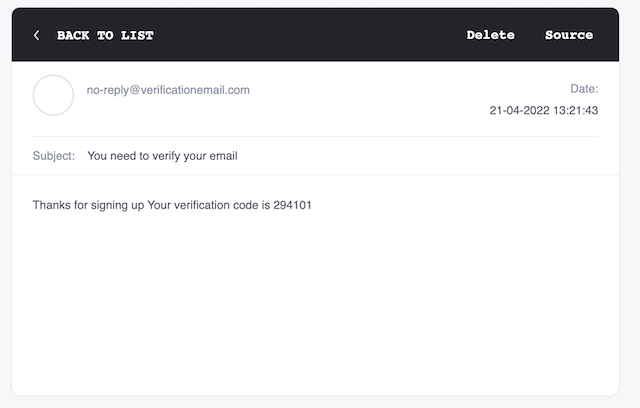 BACK TO LIST Delete Source
no-reply@verificationemail.com Date:
21-04-2022 13:21:43
Subject: You need to verify your email
Thanks for signing up Your verification code is 294101